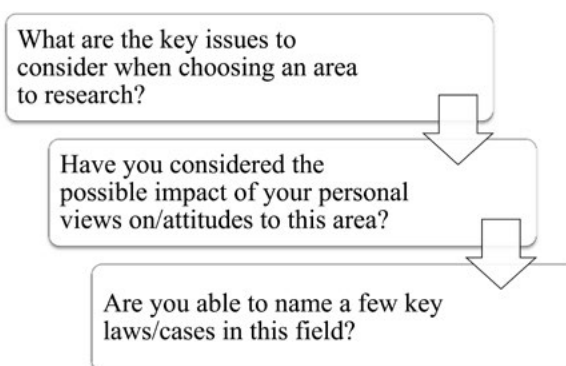 What are the key issues to
consider when choosing an area
to research?
Have you considered the
possible impact of your personal
views on/attitudes to this area?
Are you able to name a few key
laws/cases in this field?